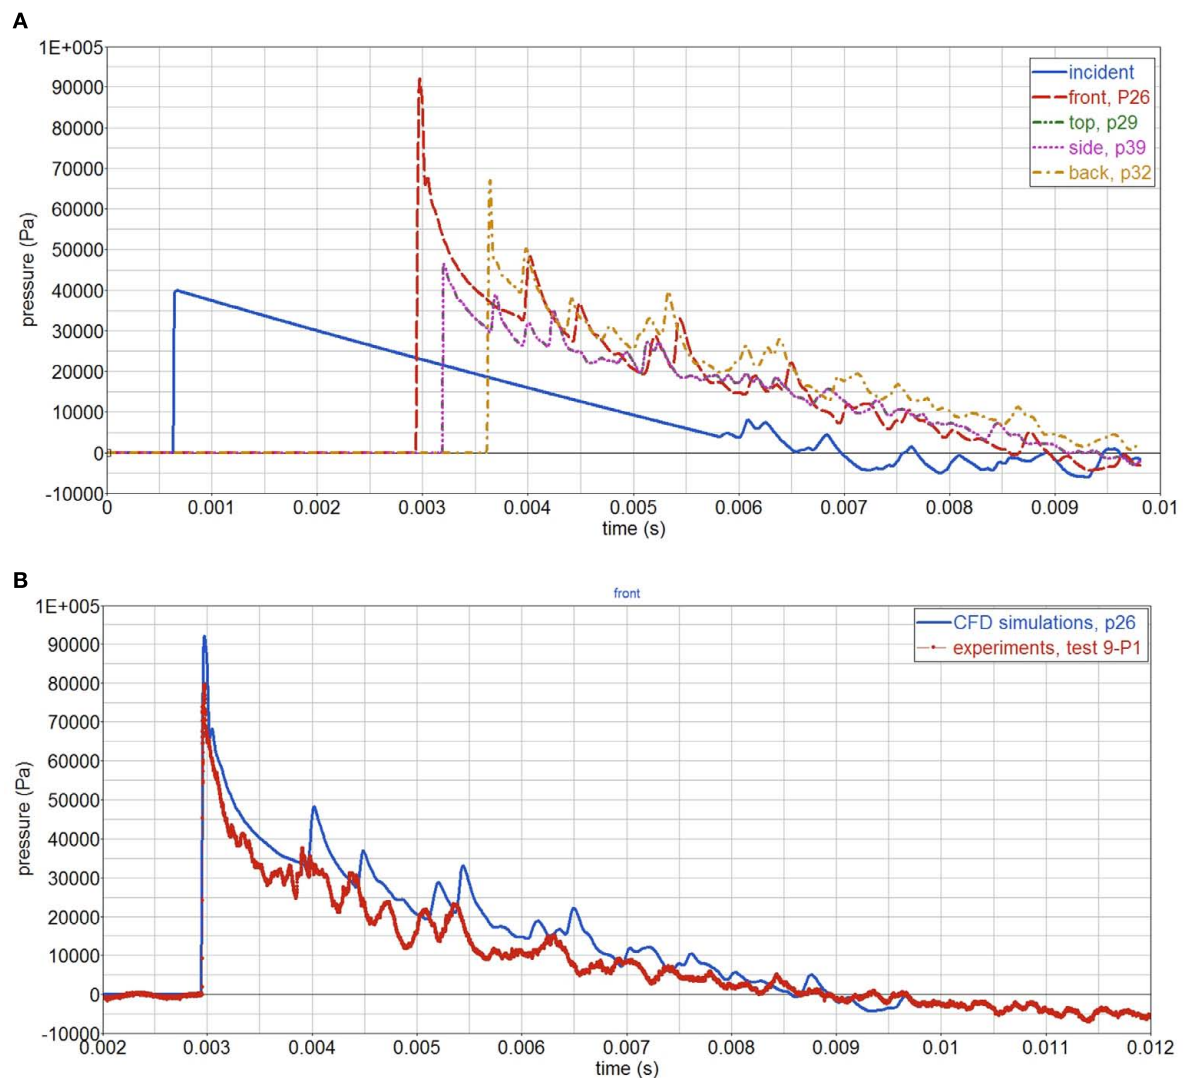 A
1E+005
90000
80000
70000
60000
50000
40000
30000
20000
10000
0
-10000
pressure (Pa)
incident
front, P26
top, p29
side, p39
back, p32
0 0.001 0.002 0.003 0.004 0.005 0.006 0.007 0.008 0.009 0.01
time (s)
B
front
1E+005
90000
80000
70000
60000
50000
40000
30000
20000
10000
0
-10000
pressure (Pa)
CFD simulations, p26
experiments, test 9-P1
0.002 0.003 0.004 0.005 0.006 0.007 0.008 0.009 0.01 0.011 0.012
time (s)